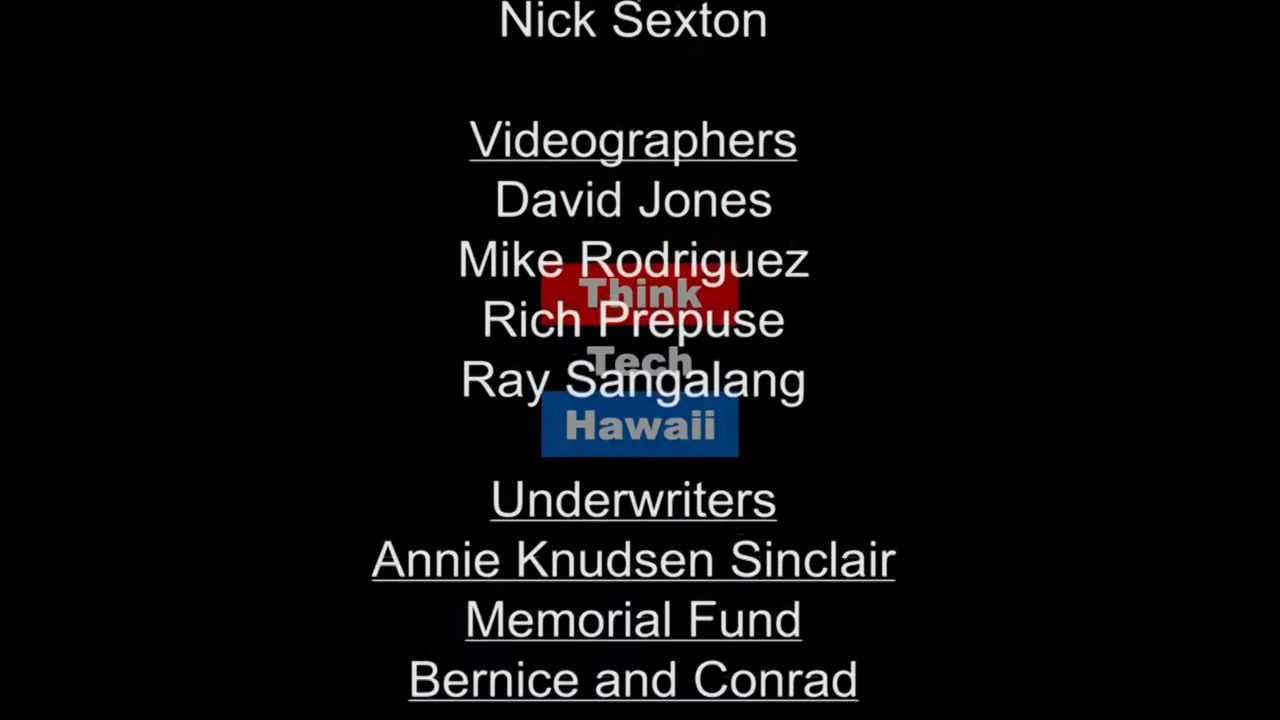 Nick Sexton
Videographers
David Jones
Mike Rodriguez
Think
Rich Prepuse
Tech
Ray Sangalang
Hawaii
Underwriters
Annie Knudsen Sinclair
Memorial Fund
Bernice and Conrad